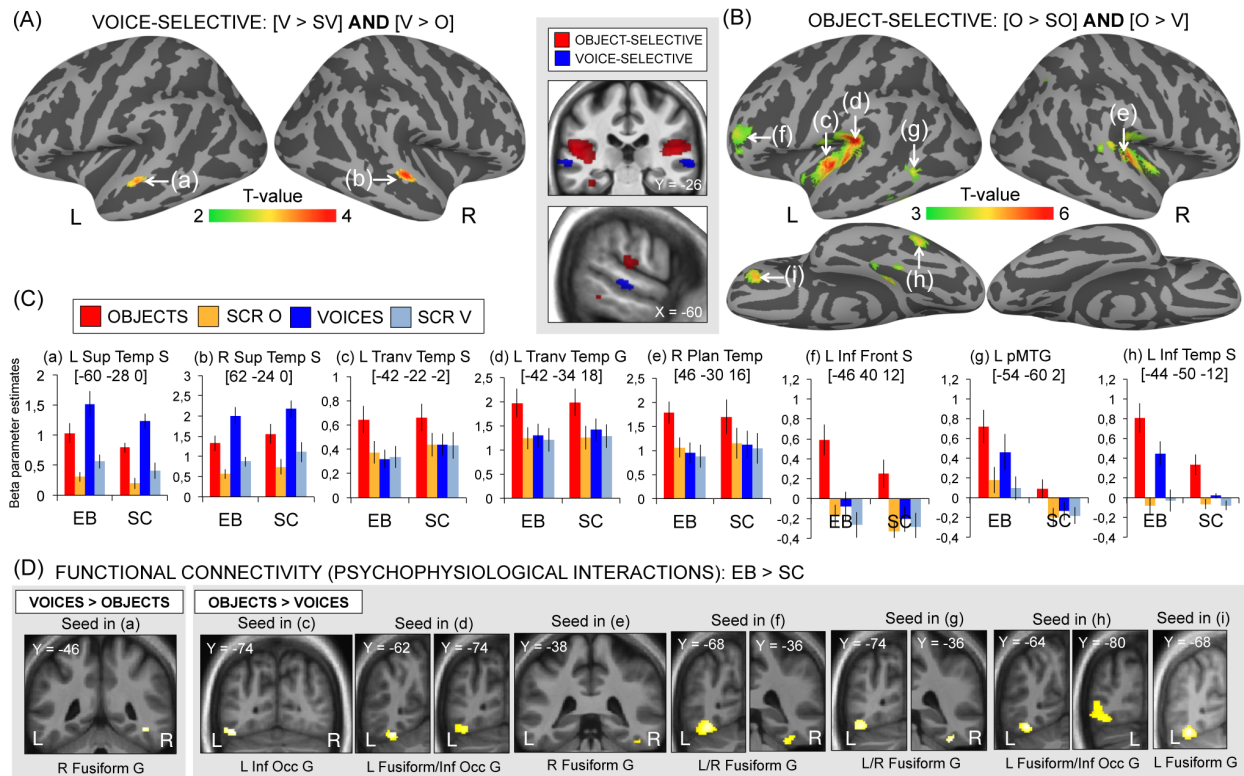 (A) VOICE-SELECTIVE: [V > SV] AND [V > O]
(a)
(b)
L
T-value
2 4
R
OBJECT-SELECTIVE
VOICE-SELECTIVE
Y = -26
X = -60
(B) OBJECT-SELECTIVE: [O > SO] AND [O > V]
(f)
(c)
(d)
(g)
(e)
L
T-value
3 6
R
(i)
(h)
(C)
OBJECTS SCR O VOICES SCR V
Beta parameter estimates
(a) L Sup Temp S
[-60 -28 0]
2
1,5
1
0,5
0
EB SC
(b) R Sup Temp S
[62 -24 0]
3
2.5
2
1.5
1
0.5
0
EB SC
(c) L Tranv Temp S
[-42 -22 -2]
1
0.8
0.6
0.4
0.2
0
EB SC
(d) L Tranv Temp G
[-42 -34 18]
2,5
2
1,5
1
0,5
0
EB SC
(e) R Plan Temp
[46 -30 16]
2,5
2
1,5
1
0,5
0
EB SC
(f) L Inf Front S
[-46 40 12]
1,2
1
0,8
0,6
0,4
0,2
0
-0,2
-0,4
EB SC
(g) L pMTG
[-54 -60 2]
1,2
1
0,8
0,6
0,4
0,2
0
-0,2
-0,4
EB SC
(h) L Inf Temp S
[-44 -50 -12]
1,2
1
0,8
0,6
0,4
0,2
0
-0,2
-0,4
EB SC
(D) FUNCTIONAL CONNECTIVITY (PSYCHOPHYSIOLOGICAL INTERACTIONS): EB > SC
VOICES > OBJECTS
OBJECTS > VOICES
Seed in (a)
Y = -46
L R
R Fusiform G
Seed in (c)
Y = -74
L R
L Inf Occ G
Seed in (d)
Y = -62 Y = -74
L L
L Fusiform/Inf Occ G
Seed in (e)
Y = -38
L R
R Fusiform G
Seed in (f)
Y = -68 -36
L R
L/R Fusiform G
Seed in (g)
Y = -74 Y = -36
L R
L/R Fusiform G
Seed in (h)
Y = -64 Y = -80
L L
L Fusiform/Inf Occ G
Seed in (i)
Y = -68
L
L Fusiform G